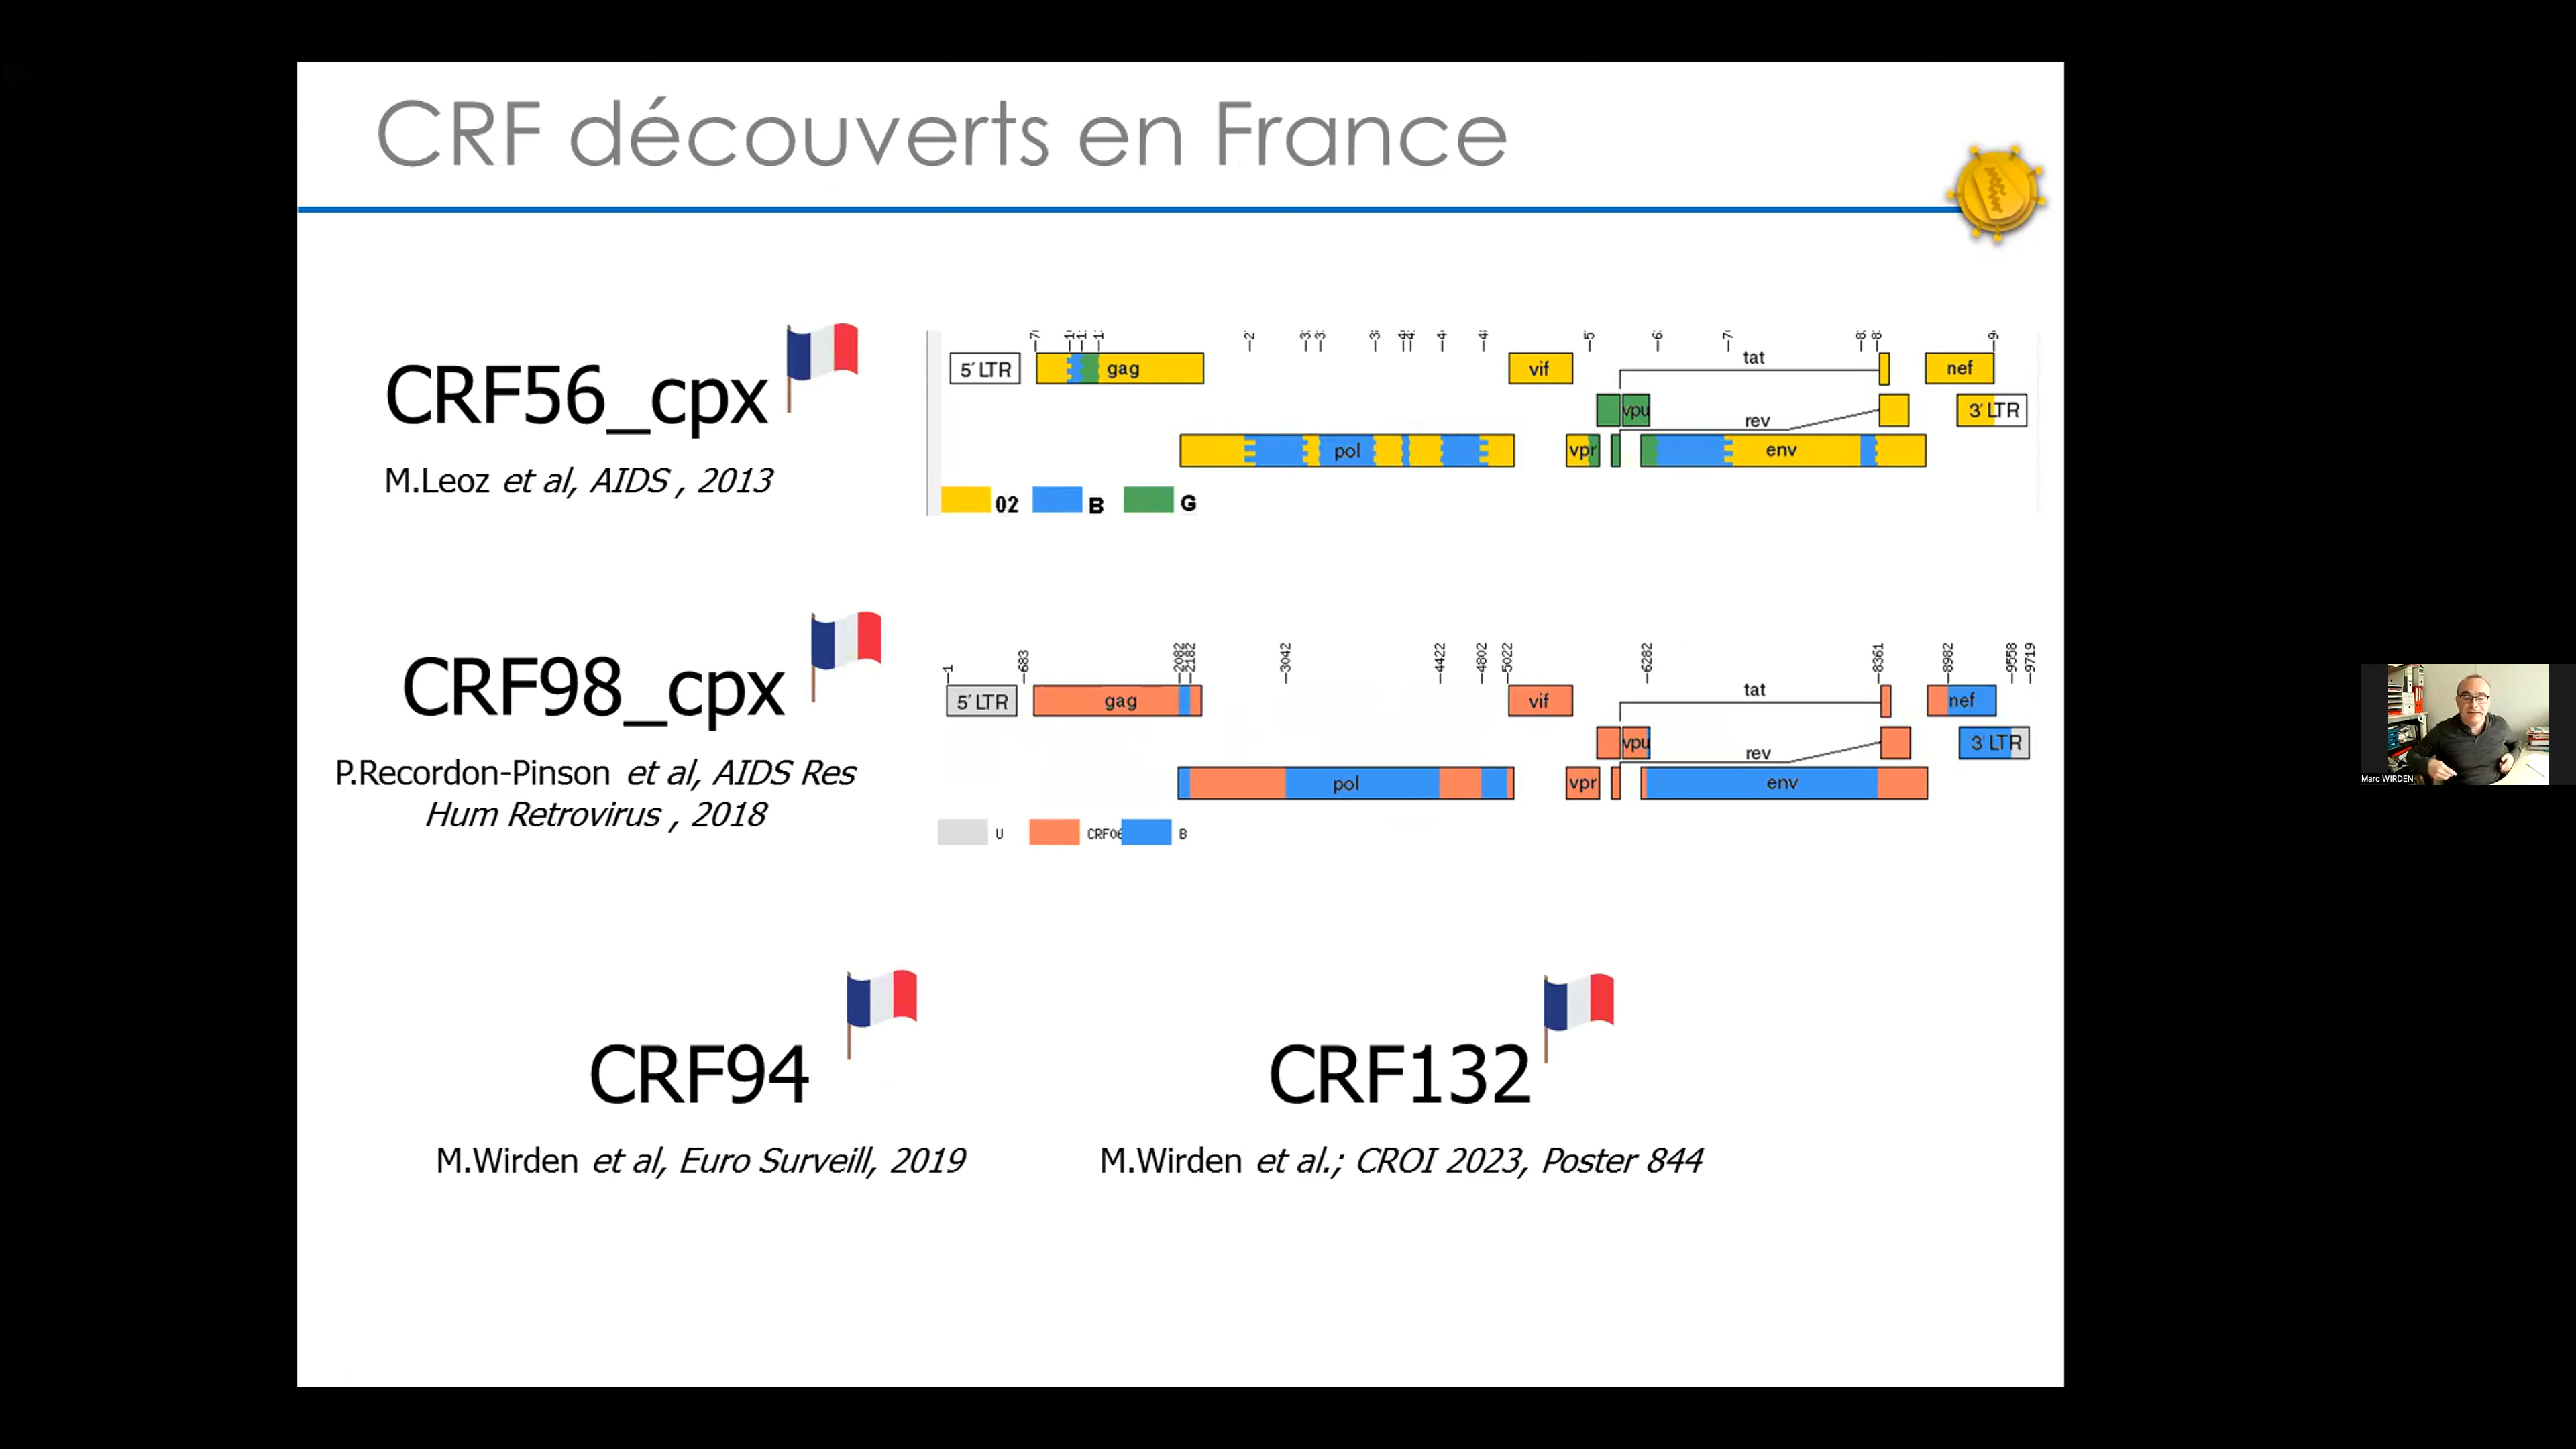 CRF découverts en France
CRF56_cpx
M.Leoz et al, AIDS , 2013
5' LTR
gag
vif
tat
nef
vpu
rev
3' LTR
pol
vpr
env
02 B G
CRF98_cpx
P.Recordon-Pinson et al, AIDS Res
Hum Retrovirus , 2018
1 683 2082 2182 3042 4422 4802 5022 6282 8361 8982 9558 9719
5' LTR
gag
vif
tat
nef
vpu
rev
3' LTR
pol
vpr
env
U CRF06 B
CRF94
M.Wirden et al, Euro Surveill, 2019
CRF132
M.Wirden et al.; CROI 2023, Poster 844
Marc WIRDEN